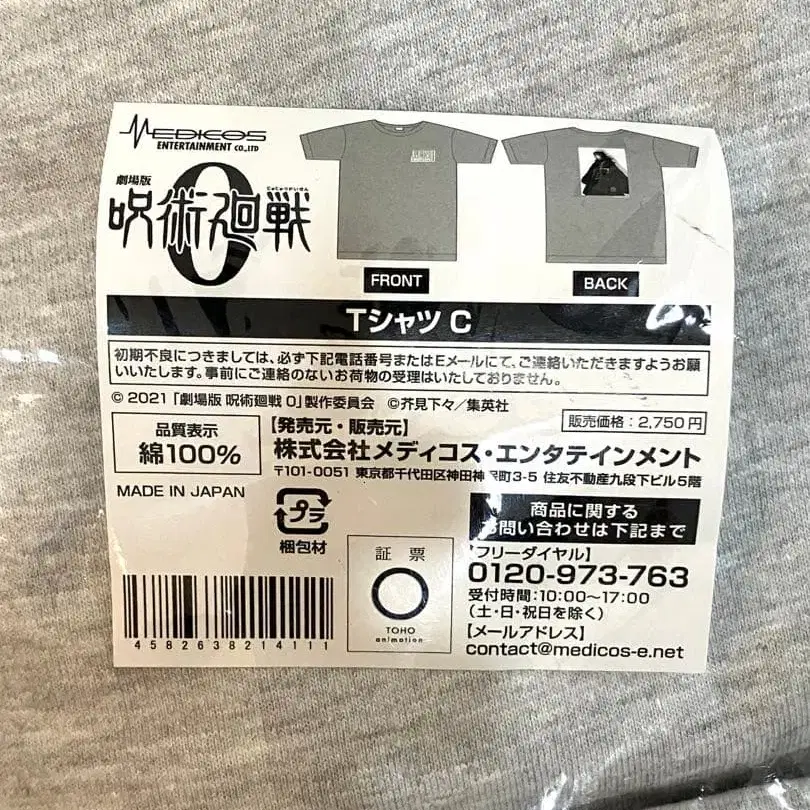 MEDICOS
ENTERTAINMENT CO.,LTD
劇場版
じゅじゅつかいせん
呪術廻戦
0
FRONT
BACK
Tシャツ C
初期不良につきましては、必ず下記電話番号またはEメールにて、ご連絡いただきますようお願
いいたします。事前にご連絡のないお荷物の受理はいたしておりません。
© 2021「劇場版 呪術廻戦 0」製作委員会 ©芥見下々/集英社
販売価格:2,750円
品質表示
綿100%
MADE IN JAPAN
【発売元・販売元】
株式会社メディコス・エンタテインメント
〒101-0051 東京都千代田区神田神保町3-5 住友不動産九段下ビル5階
プラ
梱包材
証票
TOHO
animation
商品に関する
お問い合わせは下記まで
【フリーダイヤル】
0120-973-763
受付時間:10:00〜17:00
(土・日・祝日を除く)
【メールアドレス】
contact@medicos-e.net
4582638214111